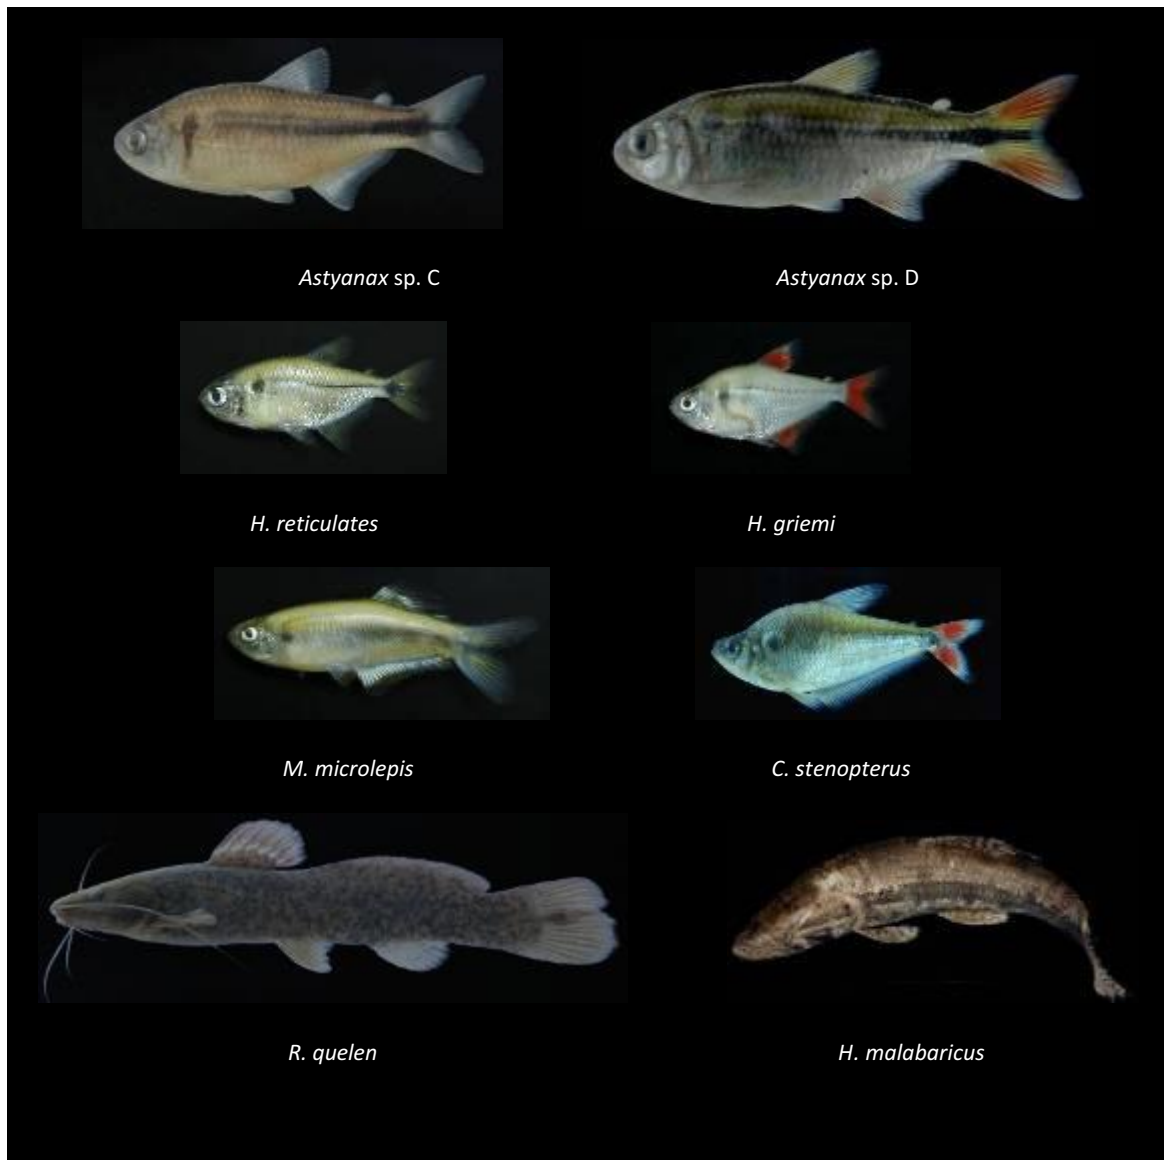 Astyanax sp. C
Astyanax sp. D
H. reticulates
H. griemi
M. microlepis
C. stenopterus
R. quelen
H. malabaricus